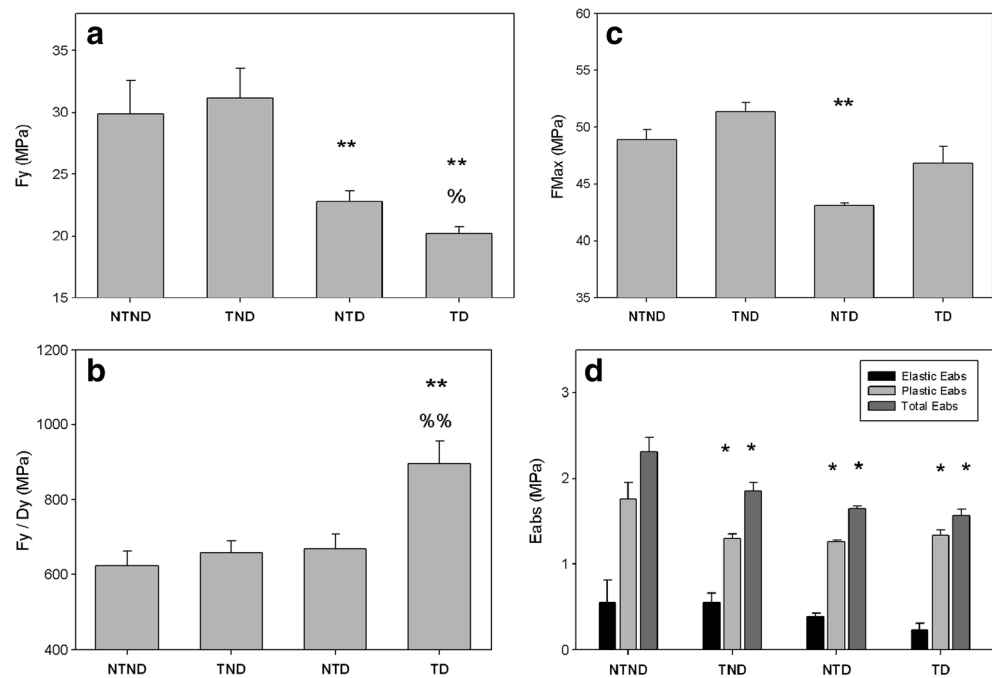 a
35
30
25
20
15
Fy (MPa)
**
**
%
NTND TND NTD TD
c
60
55
50
45
40
35
FMax (MPa)
**
NTND TND NTD TD
b
1200
1000
800
600
400
Fy / Dy (MPa)
**
%%
NTND TND NTD TD
d
3
2
1
0
Eabs (MPa)
Elastic Eabs
Plastic Eabs
Total Eabs
* * * * * *
NTND TND NTD TD